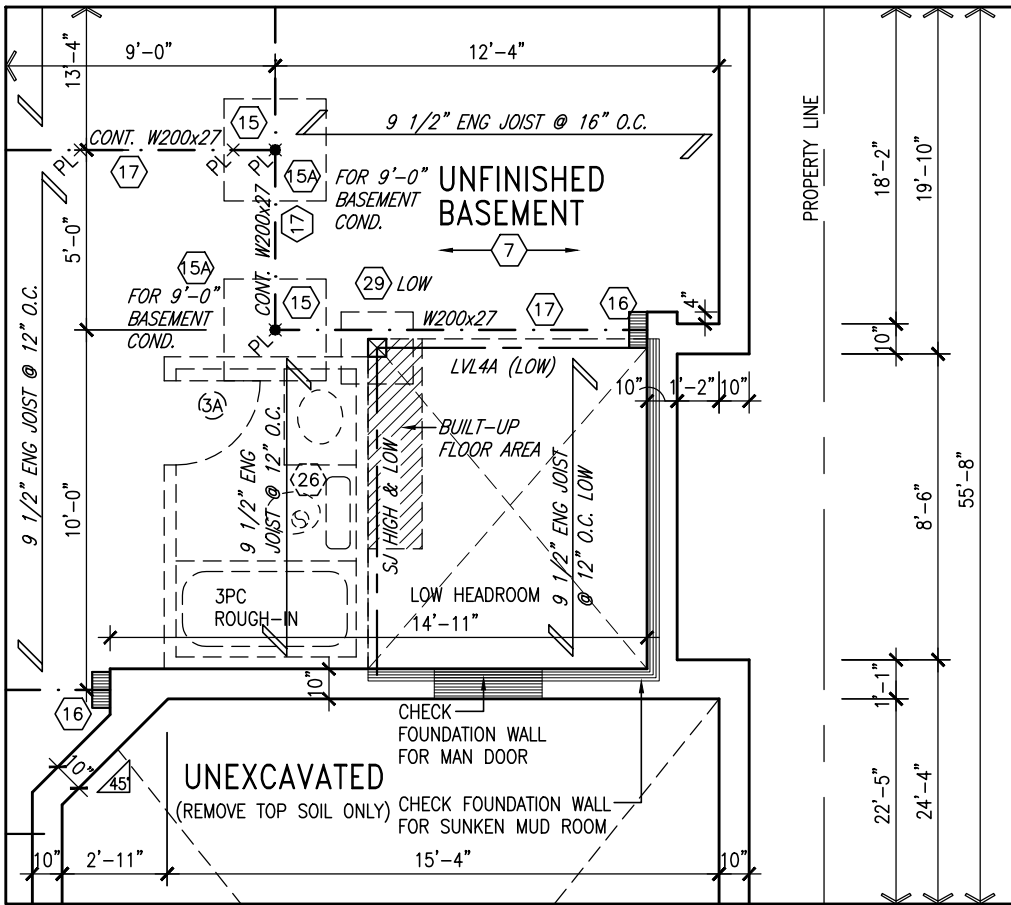 9'-0"
12'-4"
13'-4"
15
9 1/2" ENG JOIST @ 16" O.C.
CONT. W200x27
PL
PL
PL
17
15A
FOR 9'-0"
BASEMENT
COND.
UNFINISHED
BASEMENT
17
CONT. W200x27
7
5'-0"
15A
FOR 9'-0"
BASEMENT
COND.
15
29
LOW
W200x27
17
16
4"
PL
LVL4A (LOW)
10"
1'-2"
10"
3A
9 1/2" ENG JOIST @ 12" O.C.
10'-0"
9 1/2" ENG
JOIST @ 12" O.C.
26
S
BUILT-UP
FLOOR AREA
SJ HIGH & LOW
9 1/2" ENG JOIST
@ 12" O.C. LOW
3PC
ROUGH-IN
LOW HEADROOM
14'-11"
16
10"
CHECK
FOUNDATION WALL
FOR MAN DOOR
10"
45°
UNEXCAVATED
(REMOVE TOP SOIL ONLY)
CHECK FOUNDATION WALL
FOR SUNKEN MUD ROOM
10"
2'-11"
15'-4"
10"
PROPERTY LINE
18'-2"
19'-10"
10"
8'-6"
55'-8"
1'-1"
22'-5"
24'-4"